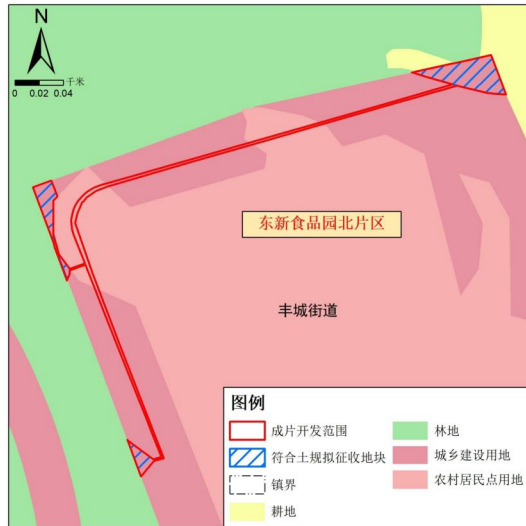 N
千米
0 0.02 0.04
东新食品园北片区
丰城街道
图例
成片开发范围
林地
符合土规拟征收地块
城乡建设用地
镇界
农村居民点用地
耕地